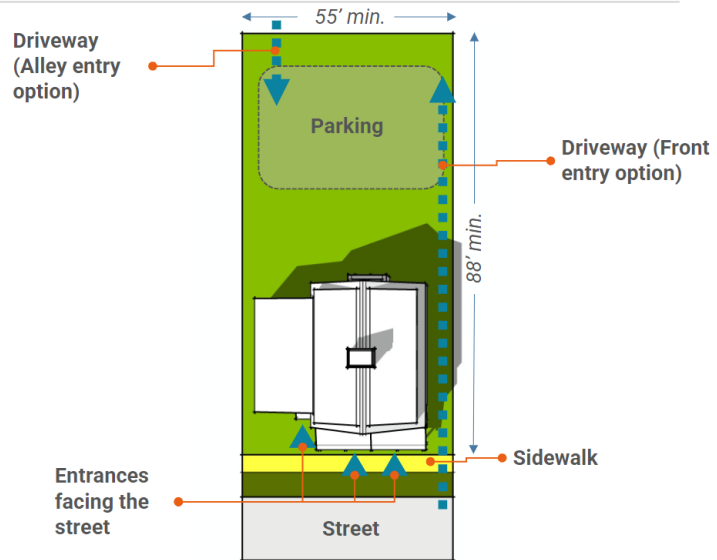 55’ min.
Driveway
(Alley entry
option)
Parking
Driveway (Front
entry option)
88’ min.
Sidewalk
Entrances
facing the
street
Street